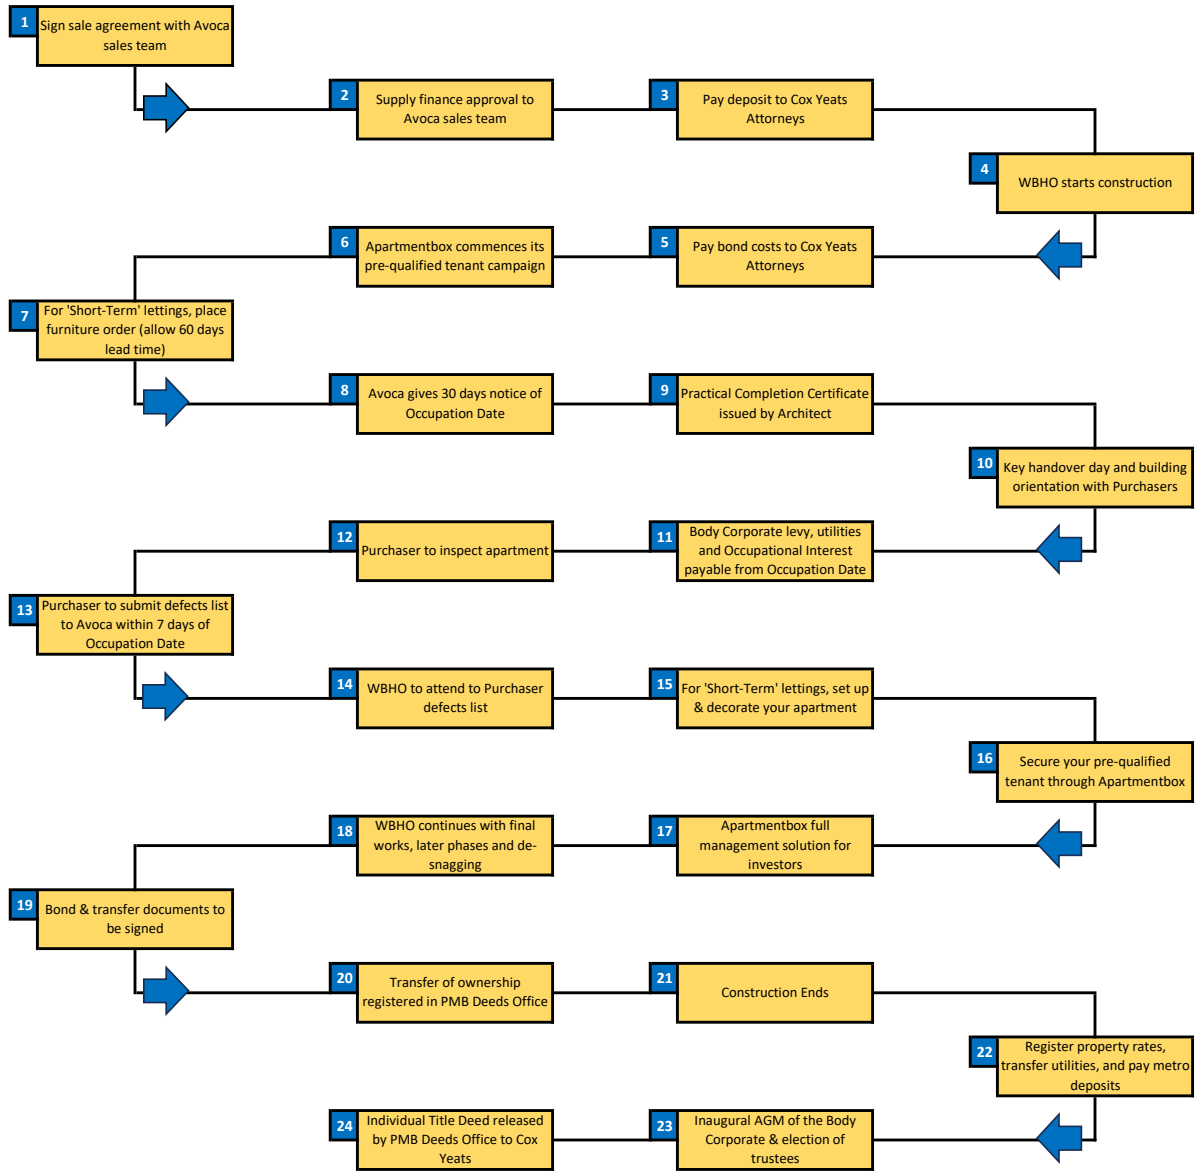 1
Sign sale agreement with Avoca
sales team
2
Supply finance approval to
Avoca sales team
3
Pay deposit to Cox Yeats
Attorneys
4
WBHO starts construction
5
Pay bond costs to Cox Yeats
Attorneys
6
Apartmentbox commences its
pre-qualified tenant campaign
7
For 'Short-Term' lettings, place
furniture order (allow 60 days
lead time)
8
Avoca gives 30 days notice of
Occupation Date
9
Practical Completion Certificate
issued by Architect
10
Key handover day and building
orientation with Purchasers
11
Body Corporate levy, utilities
and Occupational Interest
payable from Occupation Date
12
Purchaser to inspect apartment
13
Purchaser to submit defects list
to Avoca within 7 days of
Occupation Date
14
WBHO to attend to Purchaser
defects list
15
For 'Short-Term' lettings, set up
& decorate your apartment
16
Secure your pre-qualified
tenant through Apartmentbox
17
Apartmentbox full
management solution for
investors
18
WBHO continues with final
works, later phases and de-
snagging
19
Bond & transfer documents to
be signed
20
Transfer of ownership
registered in PMB Deeds Office
21
Construction Ends
22
Register property rates,
transfer utilities, and pay metro
deposits
23
Inaugural AGM of the Body
Corporate & election of
trustees
24
Individual Title Deed released
by PMB Deeds Office to Cox
Yeats